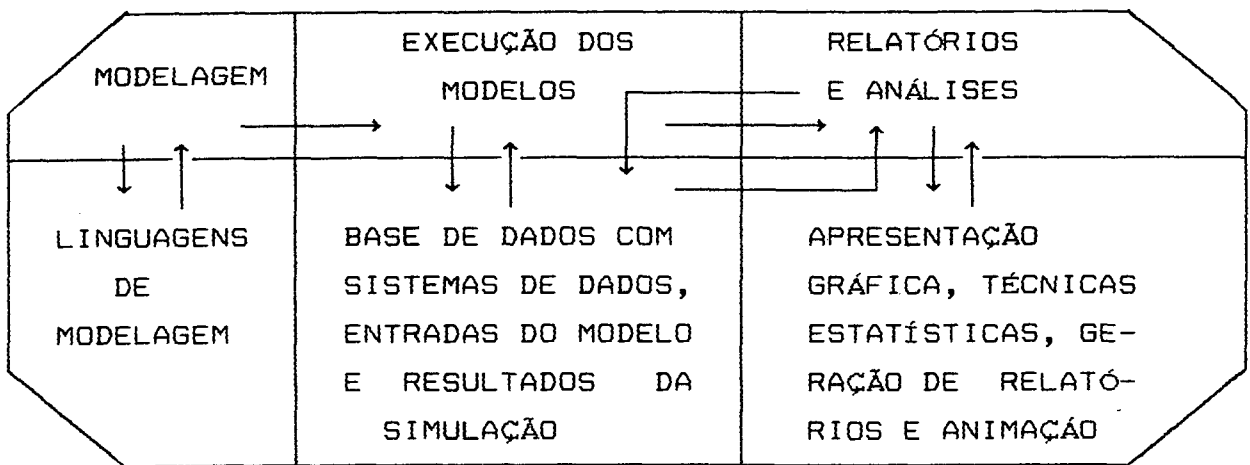 MODELAGEM
EXECUÇÃO DOS
MODELOS
RELATÓRIOS
E ANÁLISES
LINGUAGENS
DE
MODELAGEM
BASE DE DADOS COM
SISTEMAS DE DADOS,
ENTRADAS DO MODELO
E RESULTADOS DA
SIMULAÇÃO
APRESENTAÇÃO
GRÁFICA, TÉCNICAS
ESTATÍSTICAS, GE-
RAÇÃO DE RELATÓ-
RIOS E ANIMAÇÁO